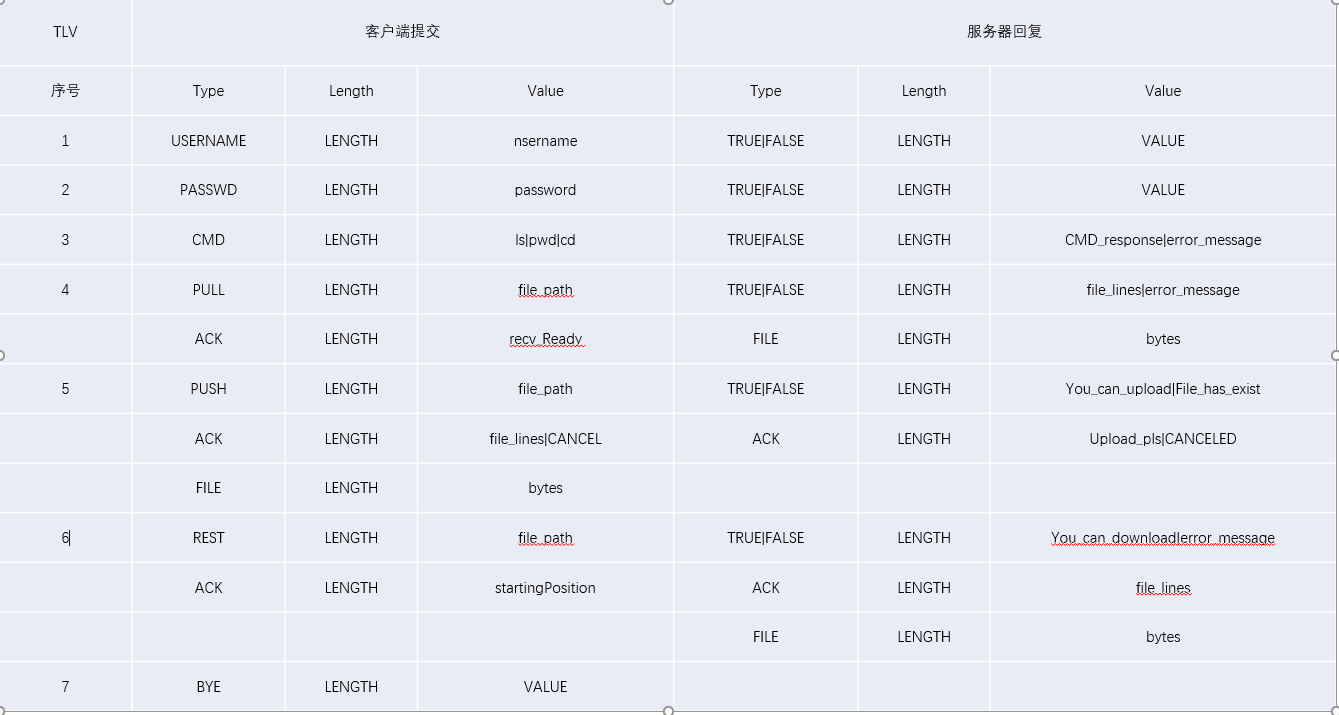 TLV 客户端提交 服务器回复
序号 Type Length Value Type Length Value
1 USERNAME LENGTH nsername TRUE|FALSE LENGTH VALUE
2 PASSWD LENGTH password TRUE|FALSE LENGTH VALUE
3 CMD LENGTH ls|pwd|cd TRUE|FALSE LENGTH CMD_response|error_message
4 PULL LENGTH file_path TRUE|FALSE LENGTH file_lines|error_message
ACK LENGTH recv_Ready FILE LENGTH bytes
5 PUSH LENGTH file_path TRUE|FALSE LENGTH You_can_upload|File_has_exist
ACK LENGTH file_lines|CANCEL ACK LENGTH Upload_pls|CANCELED
FILE LENGTH bytes
6 REST LENGTH file_path TRUE|FALSE LENGTH You_can_download|error_message
ACK LENGTH startingPosition ACK LENGTH file_lines
FILE LENGTH bytes
7 BYE LENGTH VALUE